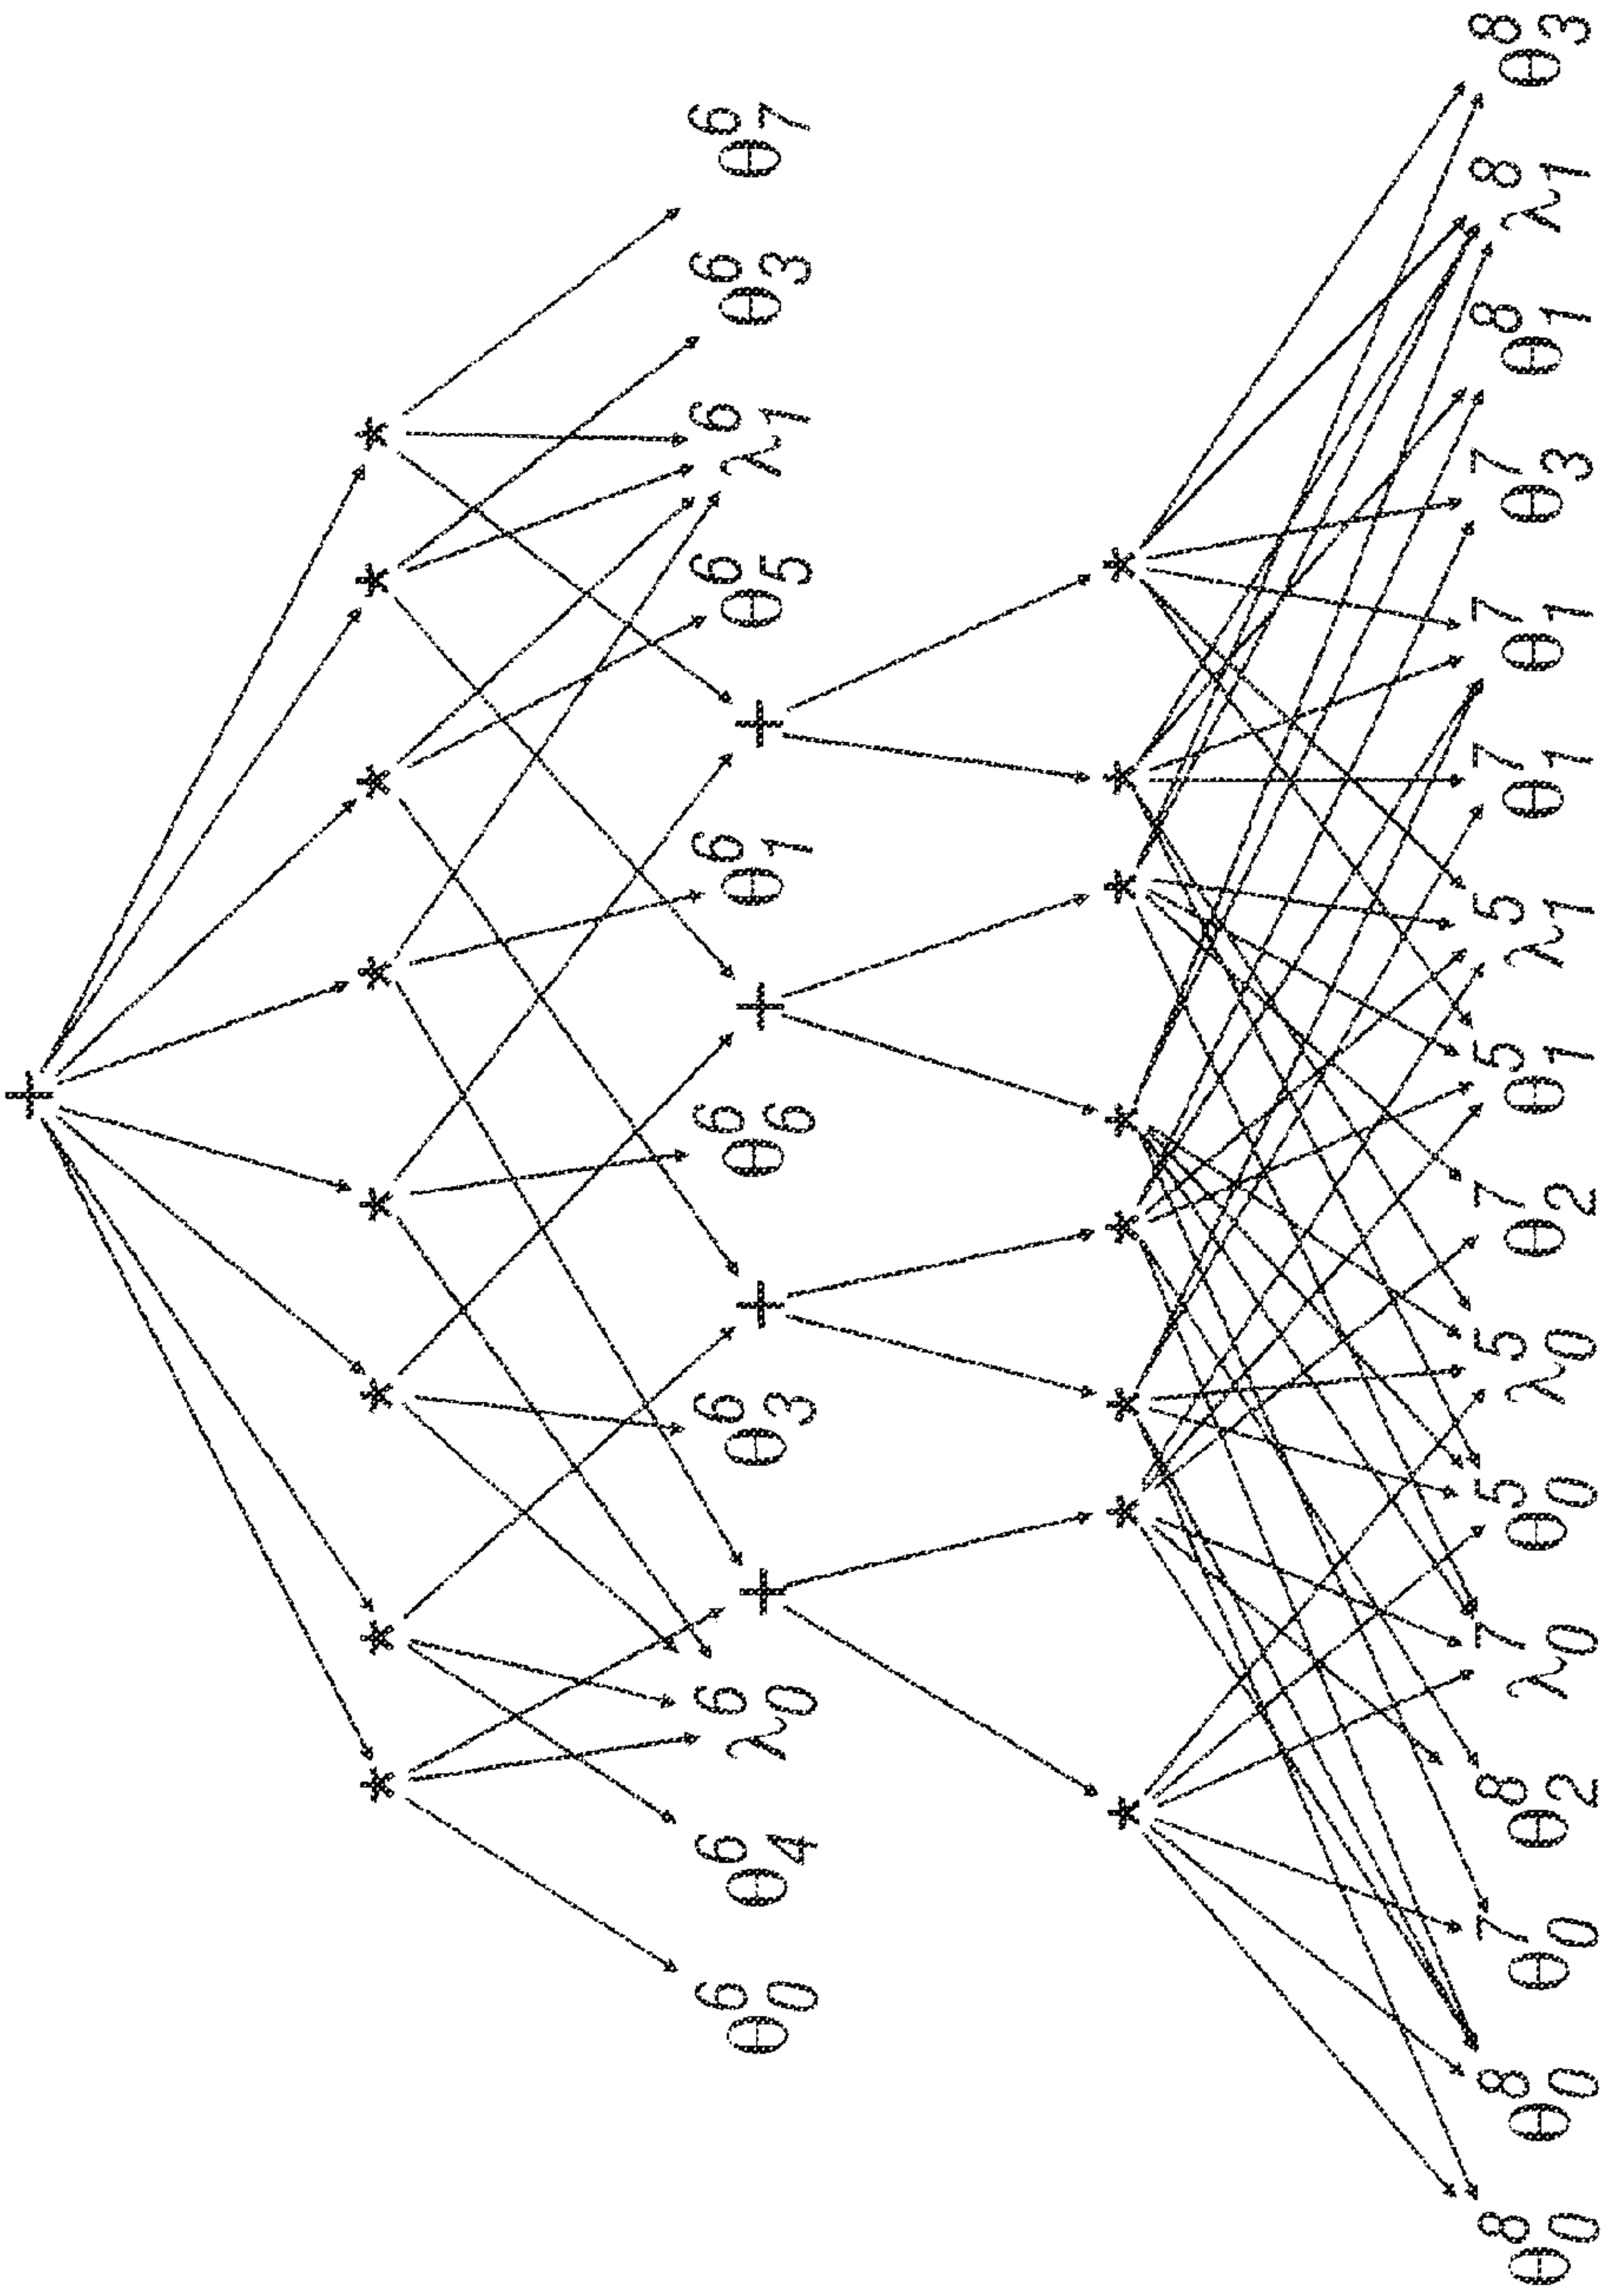 +
* * * * * * * *
θ⁶₀ θ⁶₄ λ⁶₀ + θ⁶₃ + θ⁶₆ + θ⁶₁ + θ⁶₅ λ⁶₁ θ⁶₃ θ⁶₇
* * * * * * * *
θ⁸₀ θ⁸₀ θ⁷₀ θ⁸₂ λ⁷₀ θ⁵₀ λ⁵₀ θ⁷₂ θ⁵₁ λ⁵₁ θ⁷₁ θ⁷₁ θ⁷₃ θ⁸₁ λ⁸₁ θ⁸₃